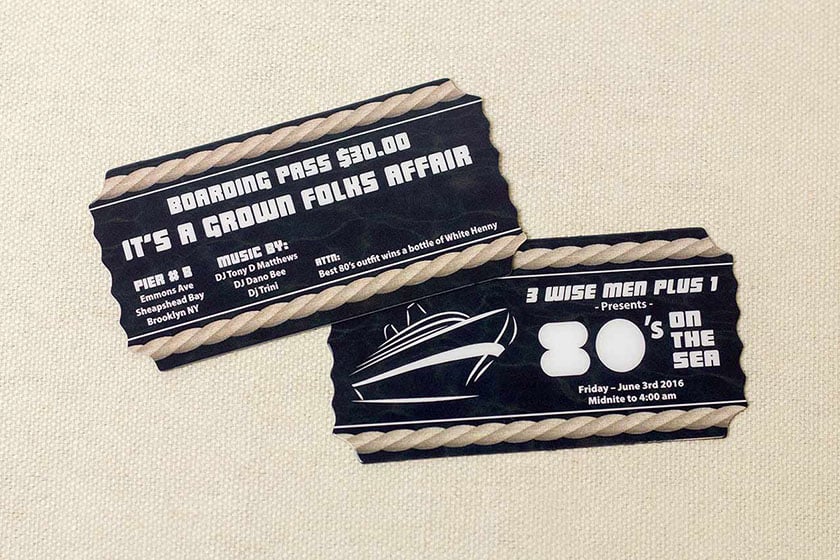 BOARDING PASS $30.00
IT'S A GROWN FOLKS AFFAIR
PIER # 8
Emmons Ave
Sheapshead Bay
Brooklyn NY
MUSIC BY:
DJ Tony D Matthews
DJ Dano Bee
Dj Trini
ATTN:
Best 80's outfit wins a bottle of White Henny
3 WISE MEN PLUS 1
- Presents -
80's ON
THE
SEA
Friday – June 3rd 2016
Midnite to 4:00 am